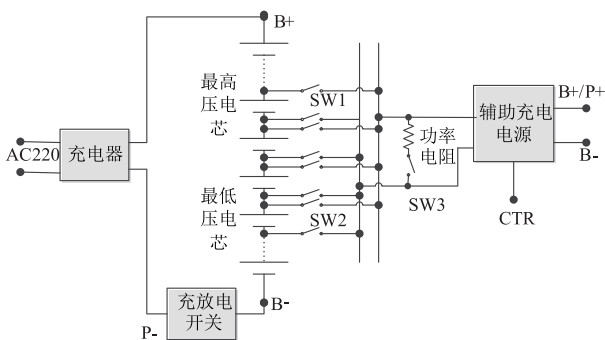 B+
最高
压电
芯
SW1
B+/P+
辅助充电
电源
功率
电阻
AC220
充电器
B-
最低
压电
芯
SW2
SW3
CTR
充放电
开关
B-
P-